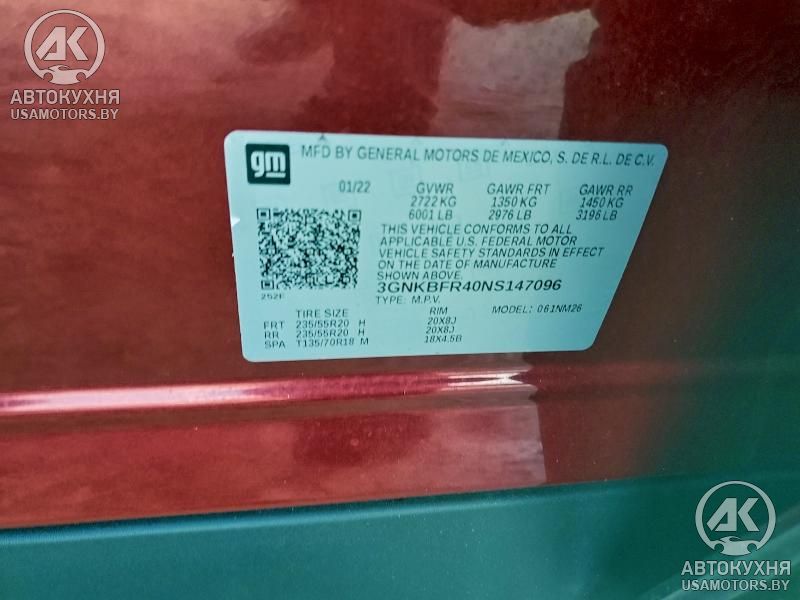 AK
АВТОКУХНЯ
USAMOTORS.BY
gm MFD BY GENERAL MOTORS DE MEXICO, S. DE R.L. DE C.V.
01/22 GVWR GAWR FRT GAWR RR
2722 KG 1350 KG 1450 KG
6001 LB 2976 LB 3196 LB
THIS VEHICLE CONFORMS TO ALL
APPLICABLE U.S. FEDERAL MOTOR
VEHICLE SAFETY STANDARDS IN EFFECT
ON THE DATE OF MANUFACTURE
SHOWN ABOVE.
3GNKBFR40NS147096
252F TYPE: M.P.V. MODEL: 061NM26
TIRE SIZE RIM
FRT 235/55R20 H 20X8J
RR 235/55R20 H 20X8J
SPA T135/70R18 M 18X4.5B
AK
АВТОКУХНЯ
USAMOTORS.BY